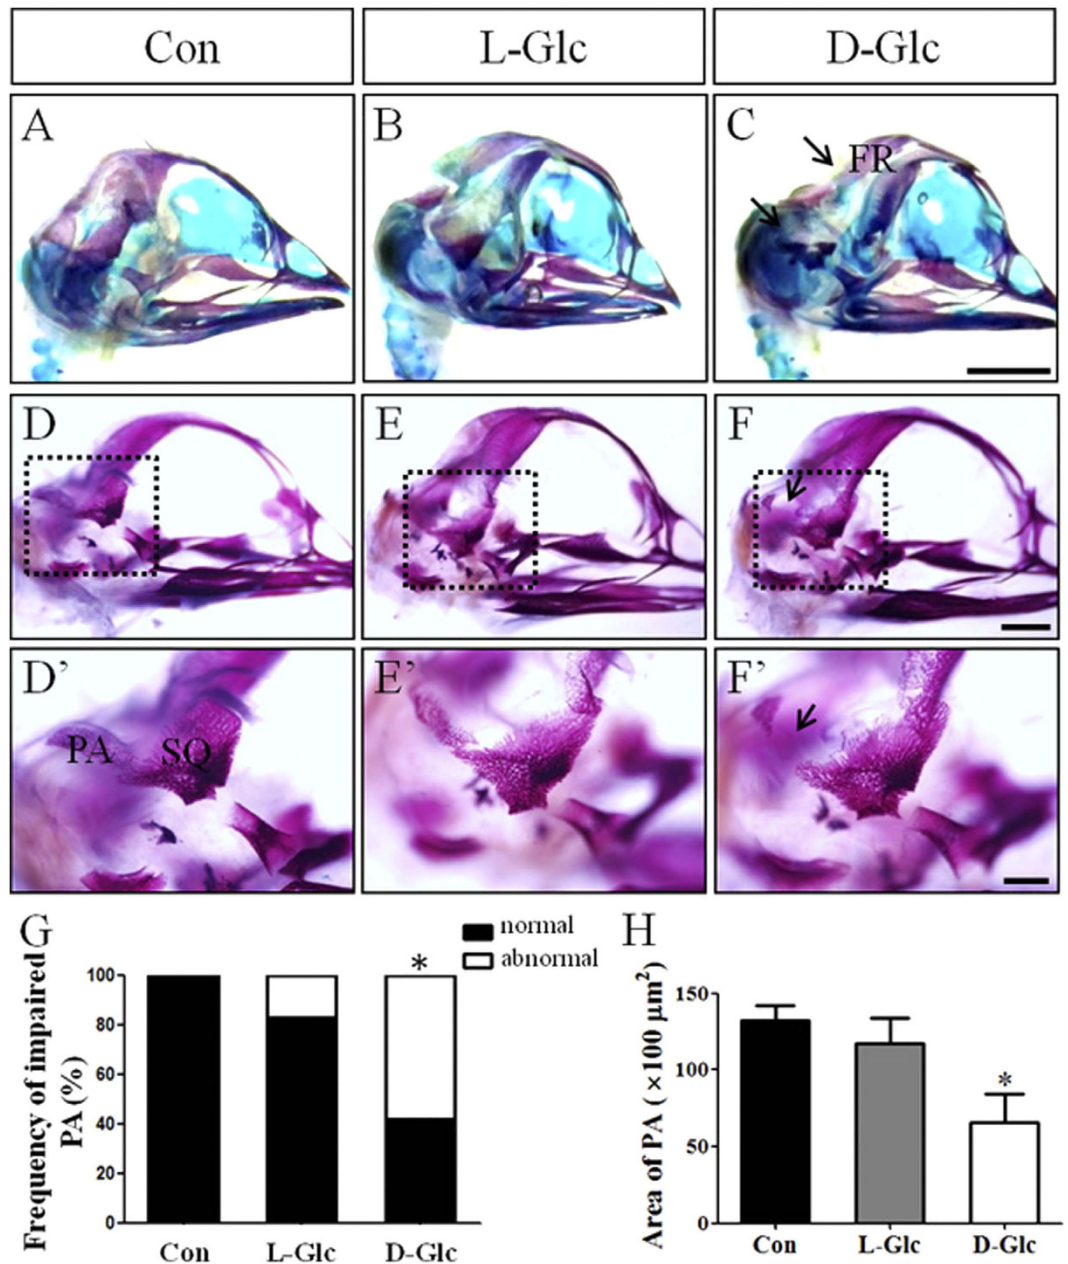 Con L-Glc D-Glc
A B C
FR
D E F
D' E' F'
PA SQ
G
normal
abnormal
Frequency of impaired
PA (%)
100
80
60
40
20
0
*
Con L-Glc D-Glc
H
Area of PA ( ×100 μm²)
150
100
50
0
*
Con L-Glc D-Glc